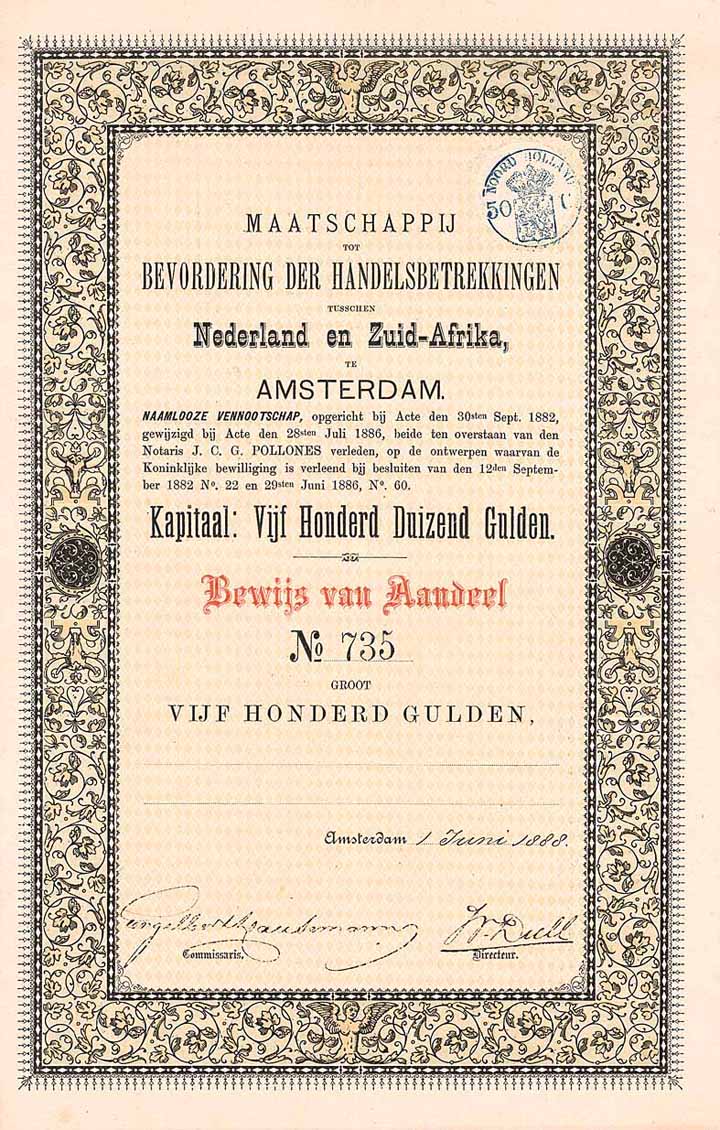 NOORD HOLLAND
50 C
MAATSCHAPPIJ
TOT
BEVORDERING DER HANDELSBETREKKINGEN
TUSSCHEN
Nederland en Zuid-Afrika,
TE
AMSTERDAM.
NAAMLOOZE VENNOOTSCHAP, opgericht bij Acte den 30sten Sept. 1882,
gewijzigd bij Acte den 28sten Juli 1886, beide ten overstaan van den
Notaris J. C. G. POLLONES verleden, op de ontwerpen waarvan de
Koninklijke bewilliging is verleend bij besluiten van den 12den Septem-
ber 1882 No. 22 en 29sten Juni 1886, No. 60.
Kapitaal: Vijf Honderd Duizend Gulden.
Bewijs van Aandeel
No 735
GROOT
VIJF HONDERD GULDEN,
Amsterdam 1 Juni 1888.
Commissaris.
Directeur.